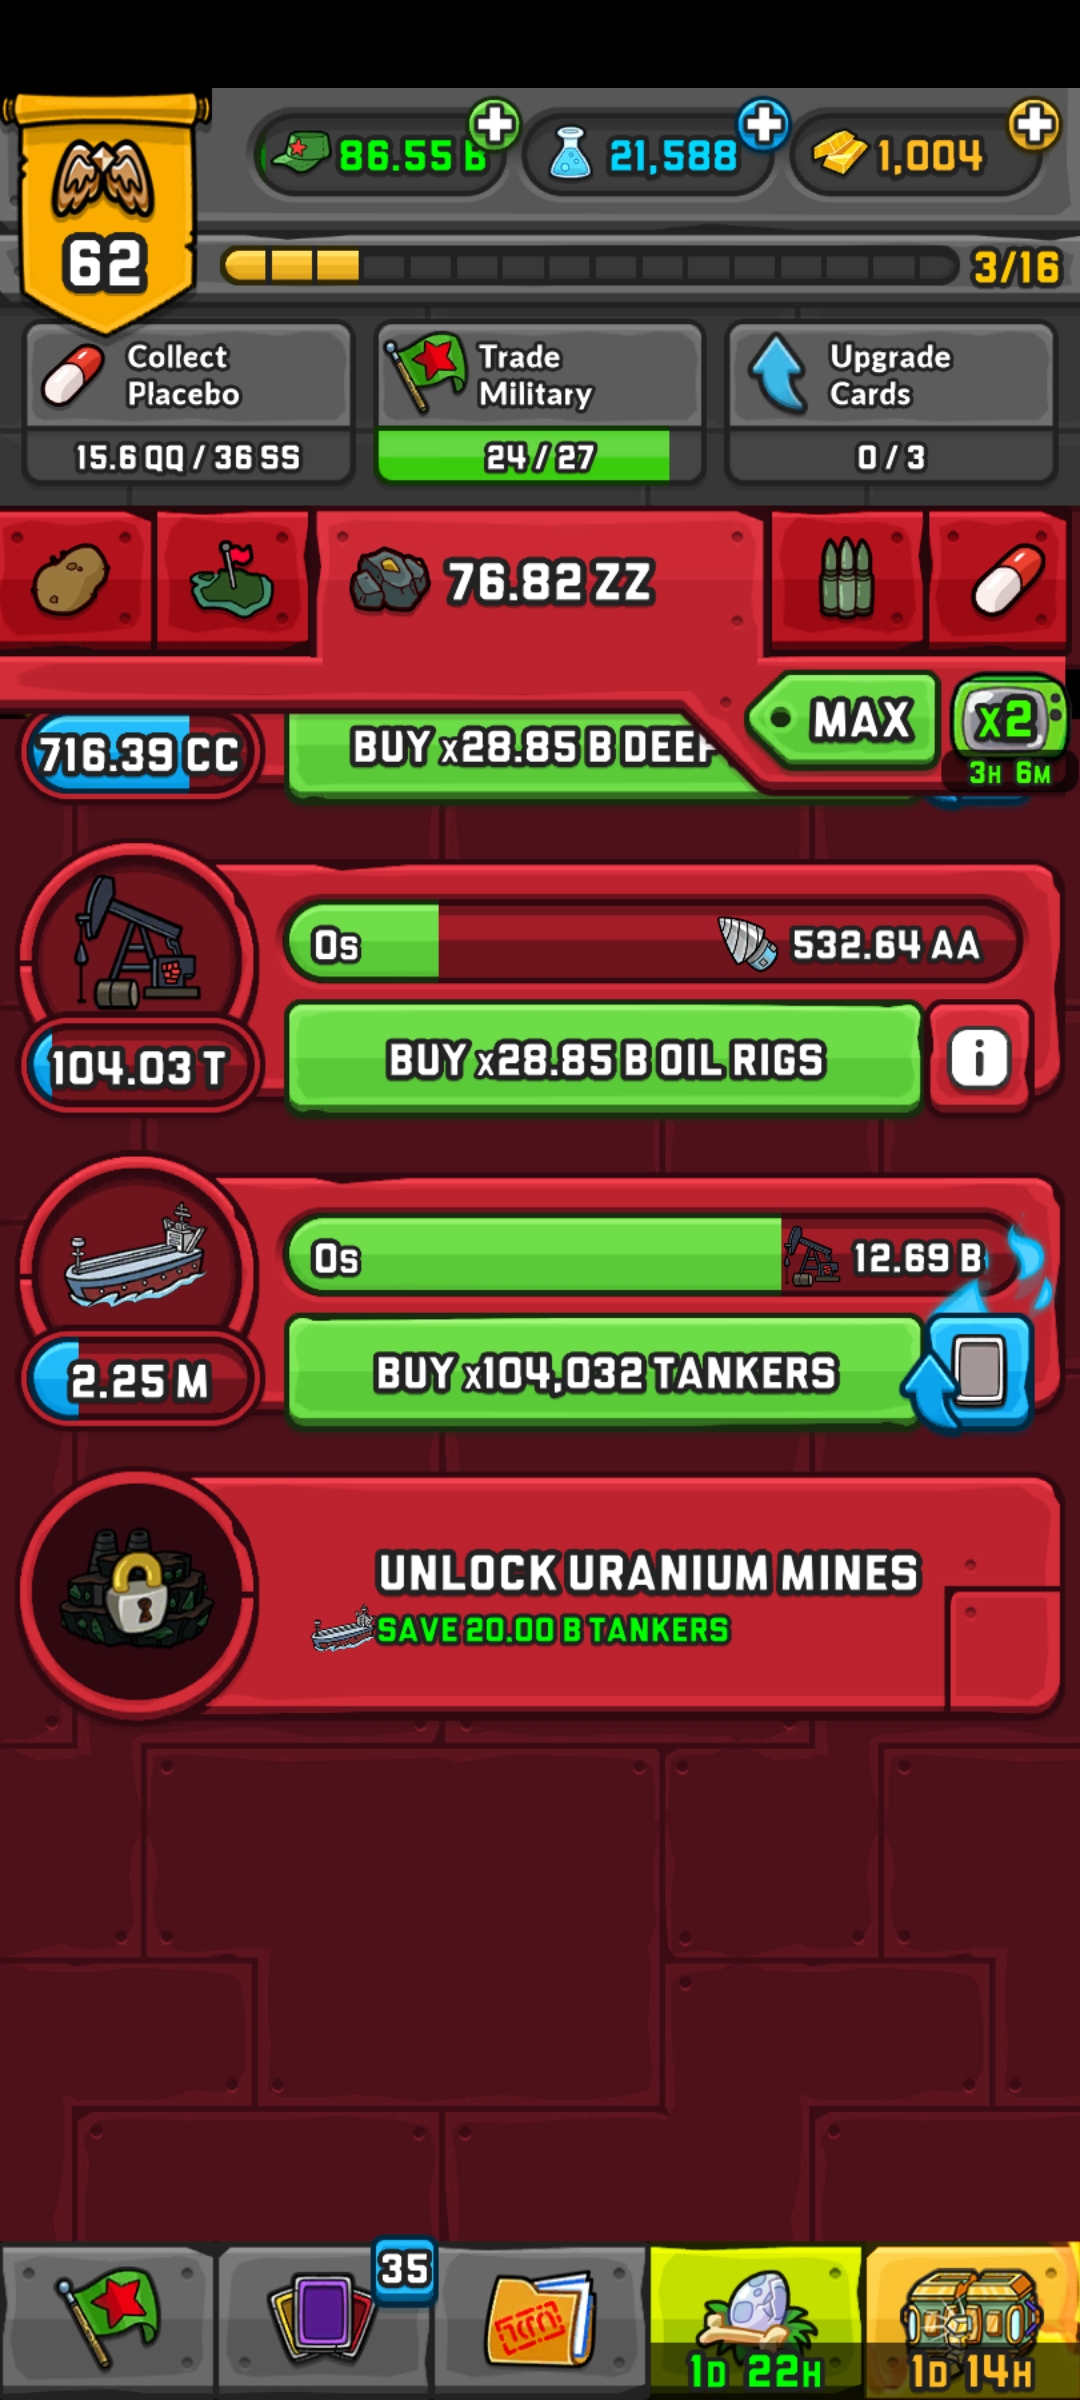 86.55 B
21,588
1,004
62
3/16
Collect
Placebo
15.6 QQ / 36 SS
Trade
Military
24 / 27
Upgrade
Cards
0 / 3
76.82 ZZ
MAX
x2
3H 6M
716.39 CC
BUY x28.85 B DEEP
0s
532.64 AA
104.03 T
BUY x28.85 B OIL RIGS
i
0s
12.69 B
2.25 M
BUY x104,032 TANKERS
UNLOCK URANIUM MINES
SAVE 20.00 B TANKERS
35
1D 22H
1D 14H